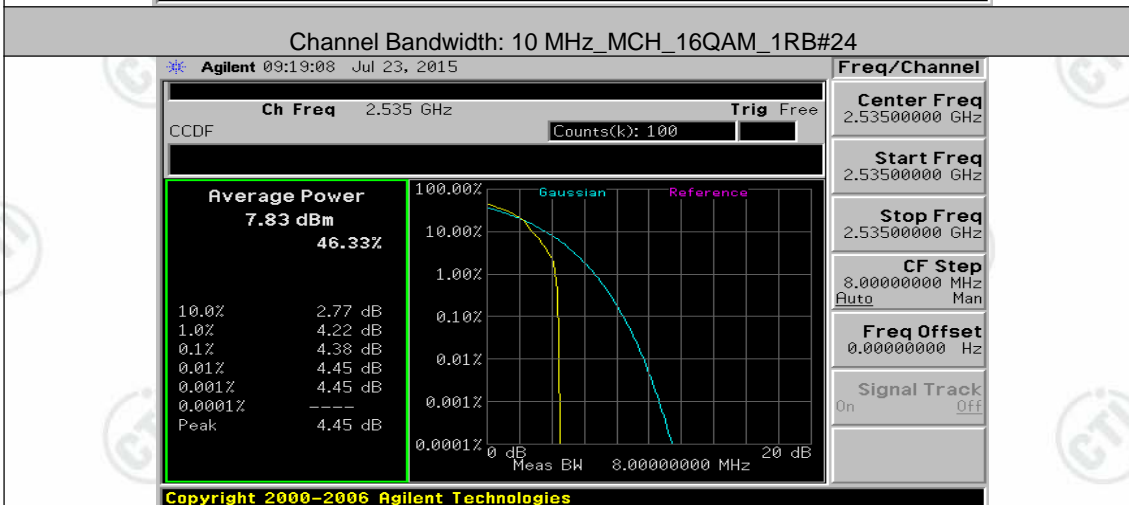 Channel Bandwidth: 10 MHz_MCH_16QAM_1RB#24
Agilent 09:19:08 Jul 23, 2015
Freq/Channel
Ch Freq 2.535 GHz
Trig Free
CCDF
Counts(k): 100
Average Power
7.83 dBm
46.33%
10.0% 2.77 dB
1.0% 4.22 dB
0.1% 4.38 dB
0.01% 4.45 dB
0.001% 4.45 dB
0.0001% ----
Peak 4.45 dB
Gaussian
Reference
100.00%
10.00%
1.00%
0.10%
0.01%
0.001%
0.0001%
0 dB
20 dB
Meas BW 8.00000000 MHz
Center Freq
2.53500000 GHz
Start Freq
2.53500000 GHz
Stop Freq
2.53500000 GHz
CF Step
8.00000000 MHz
Auto Man
Freq Offset
0.00000000 Hz
Signal Track
On Off
Copyright 2000-2006 Agilent Technologies
CTI
CTI
CTI
CTI